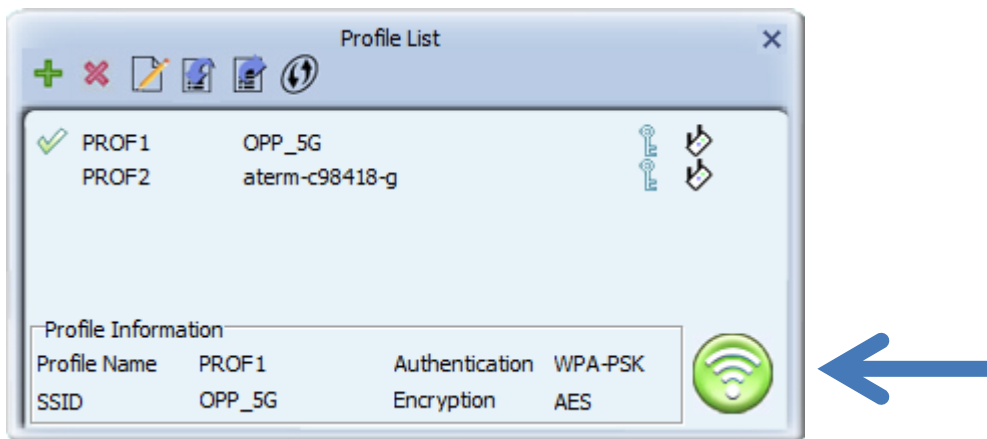 Profile List
PROF1 OPP_5G
PROF2 aterm-c98418-g
Profile Information
Profile Name PROF1 Authentication WPA-PSK
SSID OPP_5G Encryption AES